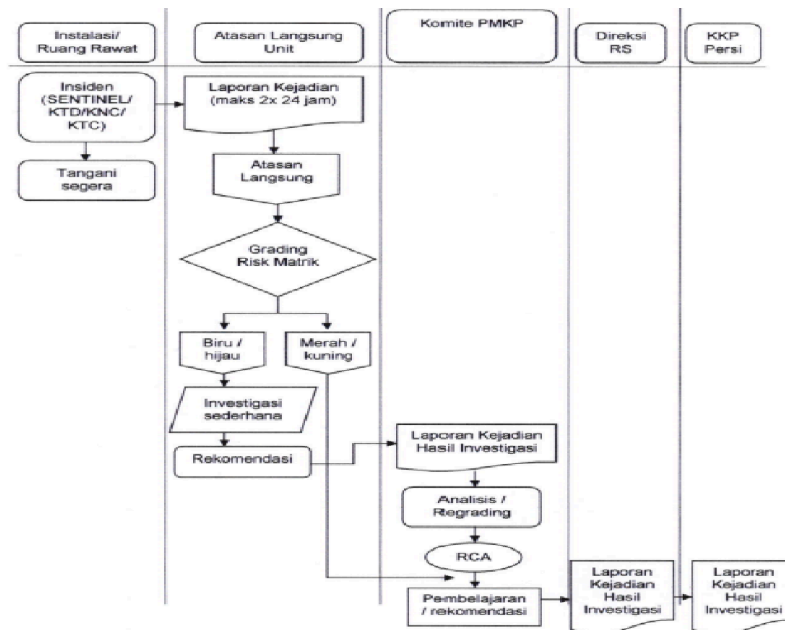 Instalasi/
Ruang Rawat
Atasan Langsung
Unit
Komite PMKP
Direksi
RS
KKP
Persi
Insiden
(SENTINEL/
KTD/KNC/
KTC)
Laporan Kejadian
(maks 2x 24 jam)
Tangani
segera
Atasan
Langsung
Grading
Risk Matrik
Biru /
hijau
Merah /
kuning
Investigasi
sederhana
Rekomendasi
Laporan Kejadian
Hasil Investigasi
Analisis /
Regrading
RCA
Pembelajaran
/ rekomendasi
Laporan
Kejadian
Hasil
Investigasi
Laporan
Kejadian
Hasil
Investigasi